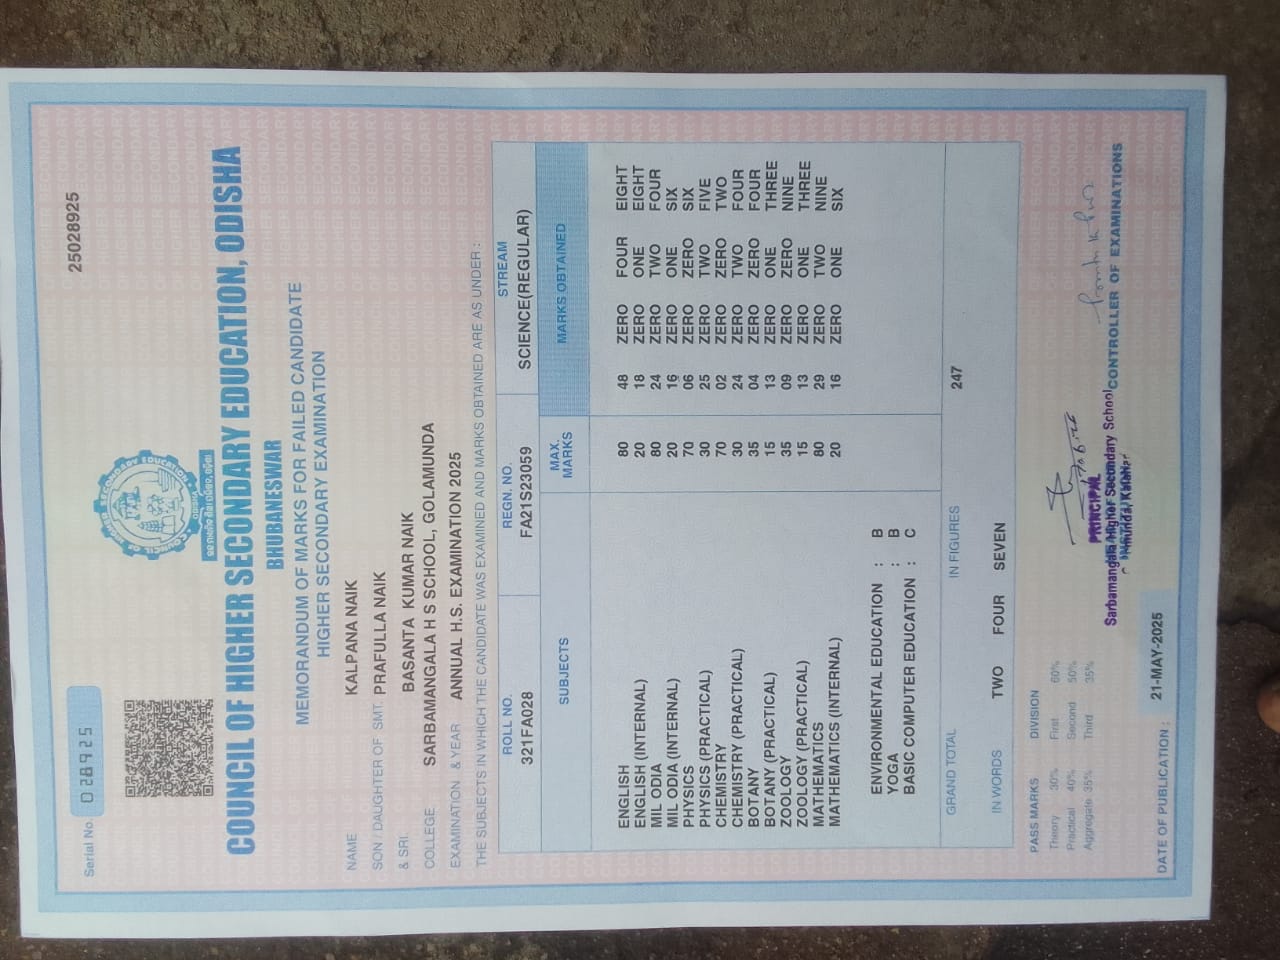 Serial No. 028925
25028925
COUNCIL OF HIGHER SECONDARY EDUCATION
ODISHA
COUNCIL OF HIGHER SECONDARY EDUCATION, ODISHA
BHUBANESWAR
MEMORANDUM OF MARKS FOR FAILED CANDIDATE
HIGHER SECONDARY EXAMINATION
NAME KALPANA NAIK
SON / DAUGHTER OF SMT. PRAFULLA NAIK
& SRI. BASANTA KUMAR NAIK
COLLEGE SARBAMANGALA H S SCHOOL, GOLAMUNDA
EXAMINATION & YEAR ANNUAL H.S. EXAMINATION 2025
THE SUBJECTS IN WHICH THE CANDIDATE WAS EXAMINED AND MARKS OBTAINED ARE AS UNDER :
ROLL NO. REGN. NO. STREAM
321FA028 FA21S23059 SCIENCE(REGULAR)
SUBJECTS MAX. MARKS MARKS OBTAINED
ENGLISH 80 48 ZERO FOUR EIGHT
ENGLISH (INTERNAL) 20 18 ZERO ONE EIGHT
MIL ODIA 80 24 ZERO TWO FOUR
MIL ODIA (INTERNAL) 20 16 ZERO ONE SIX
PHYSICS 70 06 ZERO ZERO SIX
PHYSICS (PRACTICAL) 30 25 ZERO TWO FIVE
CHEMISTRY 70 02 ZERO ZERO TWO
CHEMISTRY (PRACTICAL) 30 24 ZERO TWO FOUR
BOTANY 35 04 ZERO ZERO FOUR
BOTANY (PRACTICAL) 15 13 ZERO ONE THREE
ZOOLOGY 35 09 ZERO ZERO NINE
ZOOLOGY (PRACTICAL) 15 13 ZERO ONE THREE
MATHEMATICS 80 29 ZERO TWO NINE
MATHEMATICS (INTERNAL) 20 16 ZERO ONE SIX
ENVIRONMENTAL EDUCATION : B
YOGA : B
BASIC COMPUTER EDUCATION : C
GRAND TOTAL IN FIGURES 247
IN WORDS TWO FOUR SEVEN
PASS MARKS DIVISION
Theory 30% First 60%
Practical 40% Second 50%
Aggregate 35% Third 35%
PRINCIPAL
Sarbamangala Higher Secondary School
CONTROLLER OF EXAMINATIONS
DATE OF PUBLICATION : 21-MAY-2025